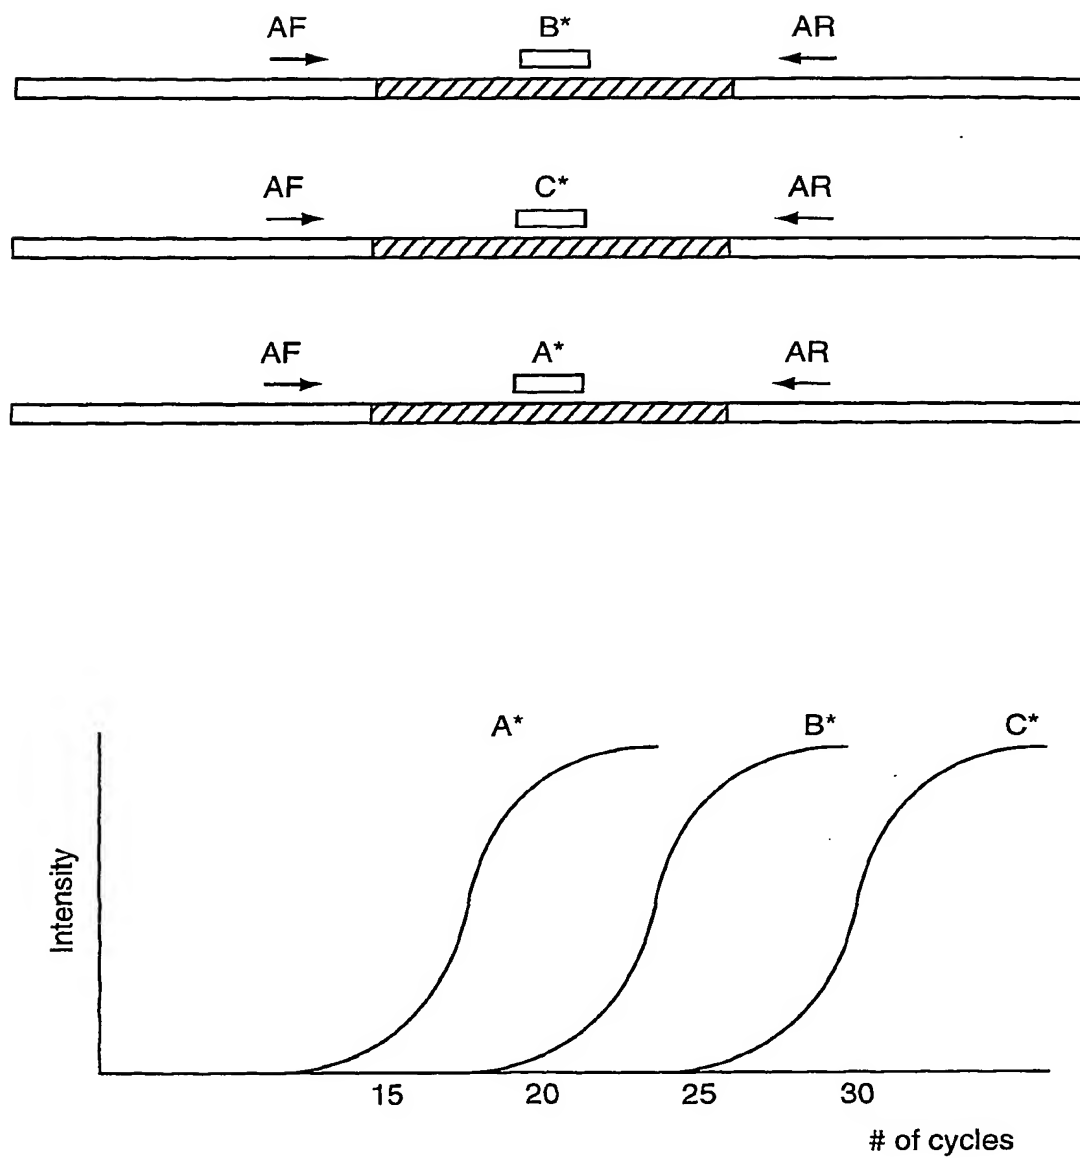 AF B* AR
AF C* AR
AF A* AR
A* B* C*
Intensity
15 20 25 30
# of cycles